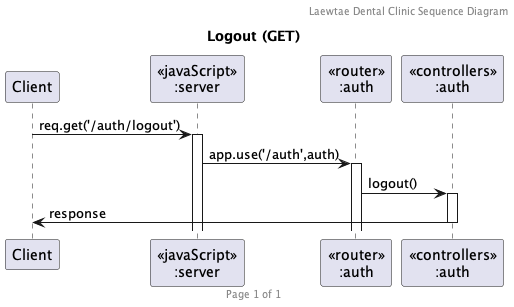 Laewtae Dental Clinic Sequence Diagram
Logout (GET)
Client
«javaScript»
:server
«router»
:auth
«controllers»
:auth
req.get('/auth/logout')
app.use('/auth',auth)
logout()
response
Client
«javaScript»
:server
«router»
:auth
«controllers»
:auth
Page 1 of 1